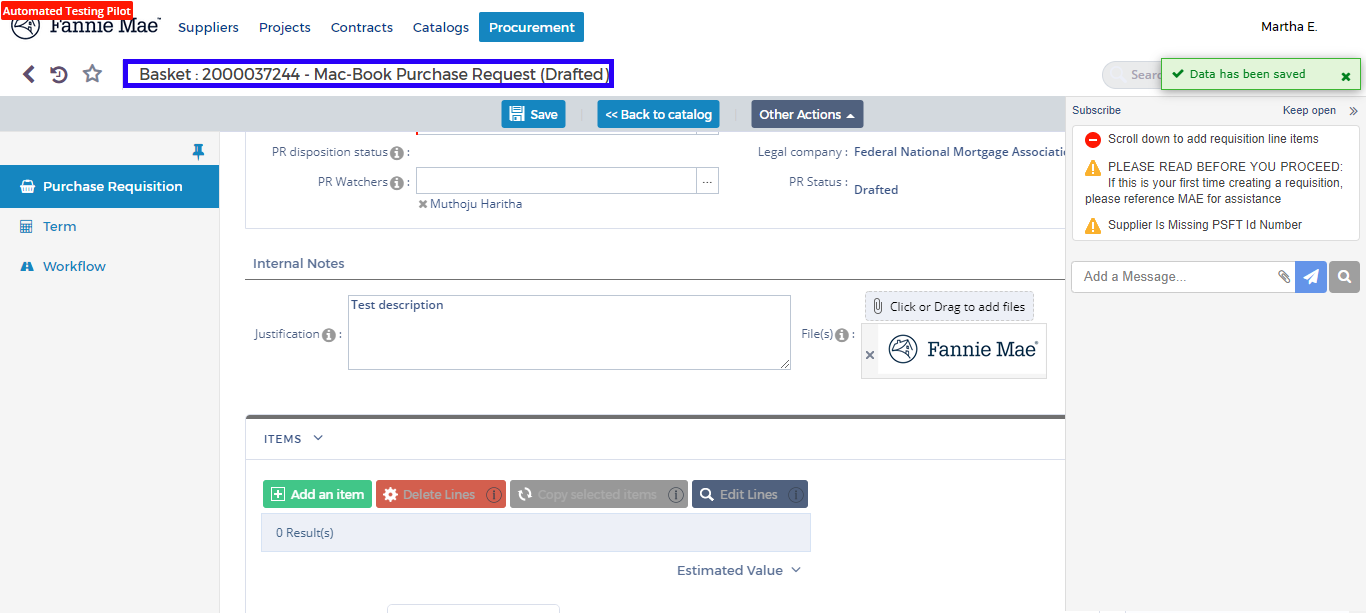 Automated Testing Pilot
Fannie Mae™ Suppliers Projects Contracts Catalogs Procurement Martha E.
Basket : 2000037244 - Mac-Book Purchase Request (Drafted)
Data has been saved
Save << Back to catalog Other Actions
Subscribe Keep open
PR disposition status : Legal company : Federal National Mortgage Associati
PR Watchers : ... PR Status : Drafted
Muthoju Haritha
Purchase Requisition
Term
Workflow
Scroll down to add requisition line items
PLEASE READ BEFORE YOU PROCEED:
If this is your first time creating a requisition,
please reference MAE for assistance
Supplier Is Missing PSFT Id Number
Add a Message...
Internal Notes
Justification : Test description
File(s) : Click or Drag to add files
Fannie Mae
ITEMS
Add an item Delete Lines Copy selected items Edit Lines
0 Result(s)
Estimated Value